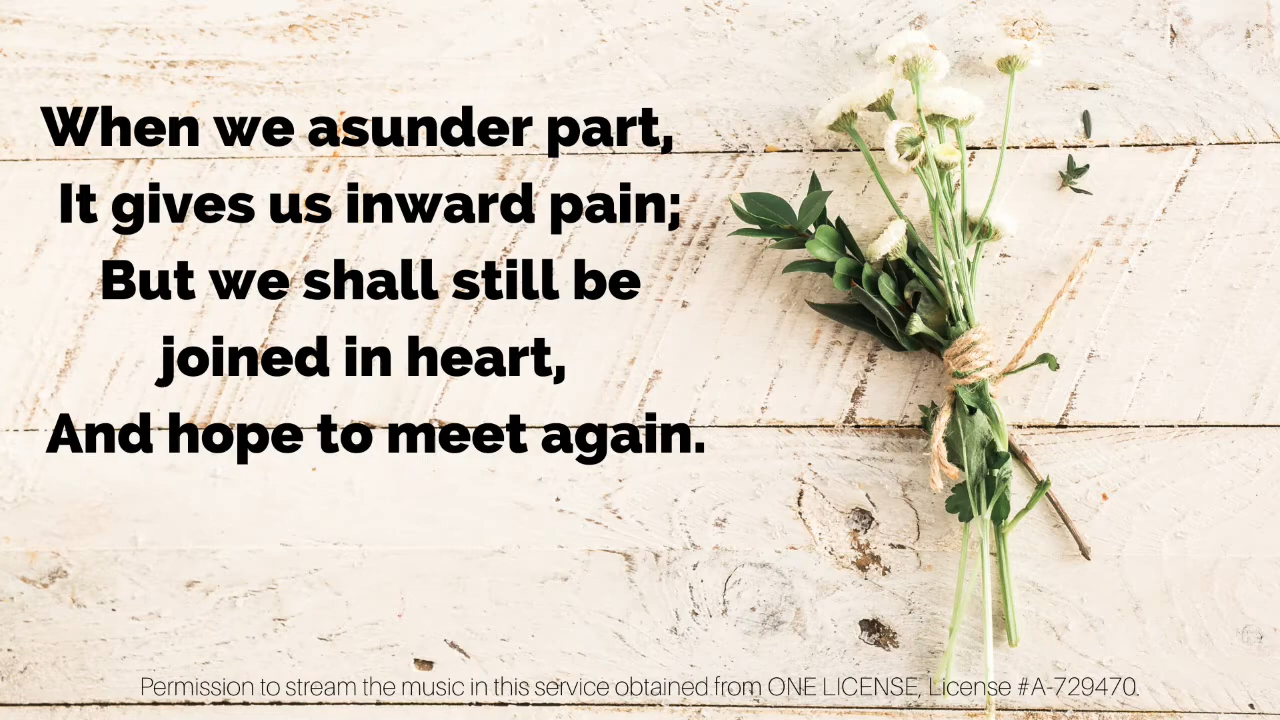 When we asunder part,
It gives us inward pain;
But we shall still be
joined in heart,
And hope to meet again.
Permission to stream the music in this service obtained from ONE LICENSE, License #A-729470.